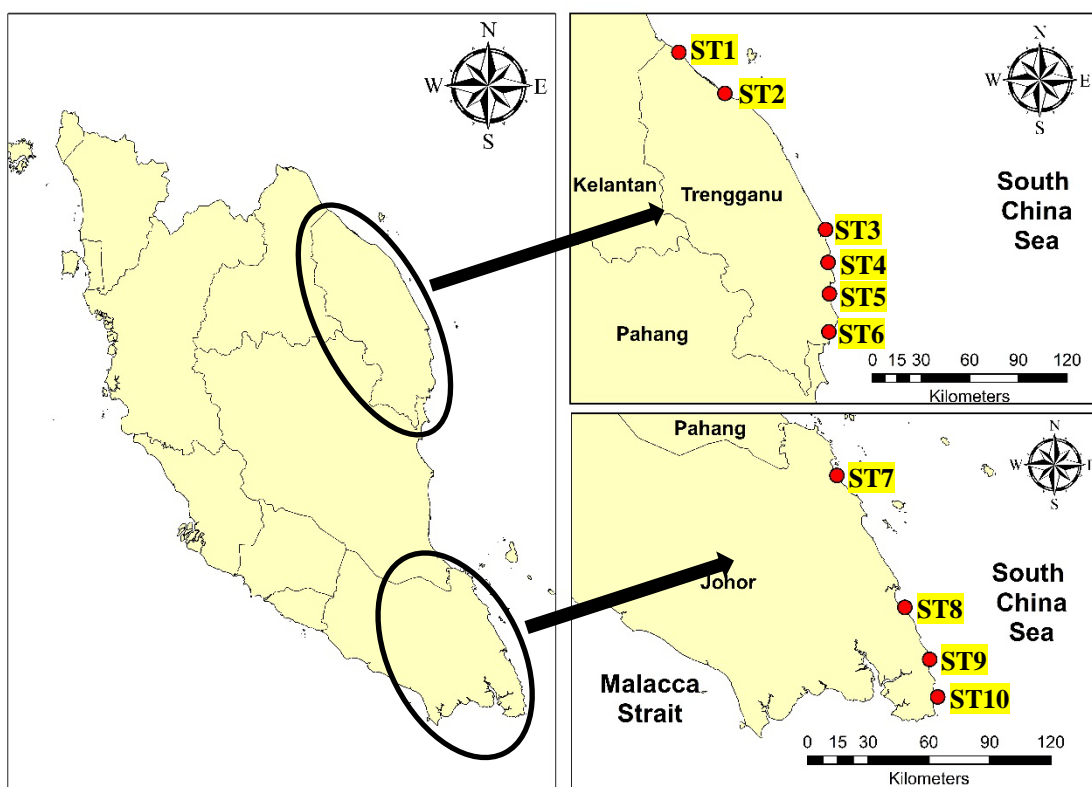 N
W E
S
ST1
ST2
N
W E
S
Kelantan
Trengganu
South
China
Sea
ST3
ST4
ST5
Pahang
ST6
0 15 30 60 90 120
Kilometers
Pahang
N
W
S
ST7
Johor
South
China
Sea
ST8
ST9
Malacca
Strait
ST10
0 15 30 60 90 120
Kilometers